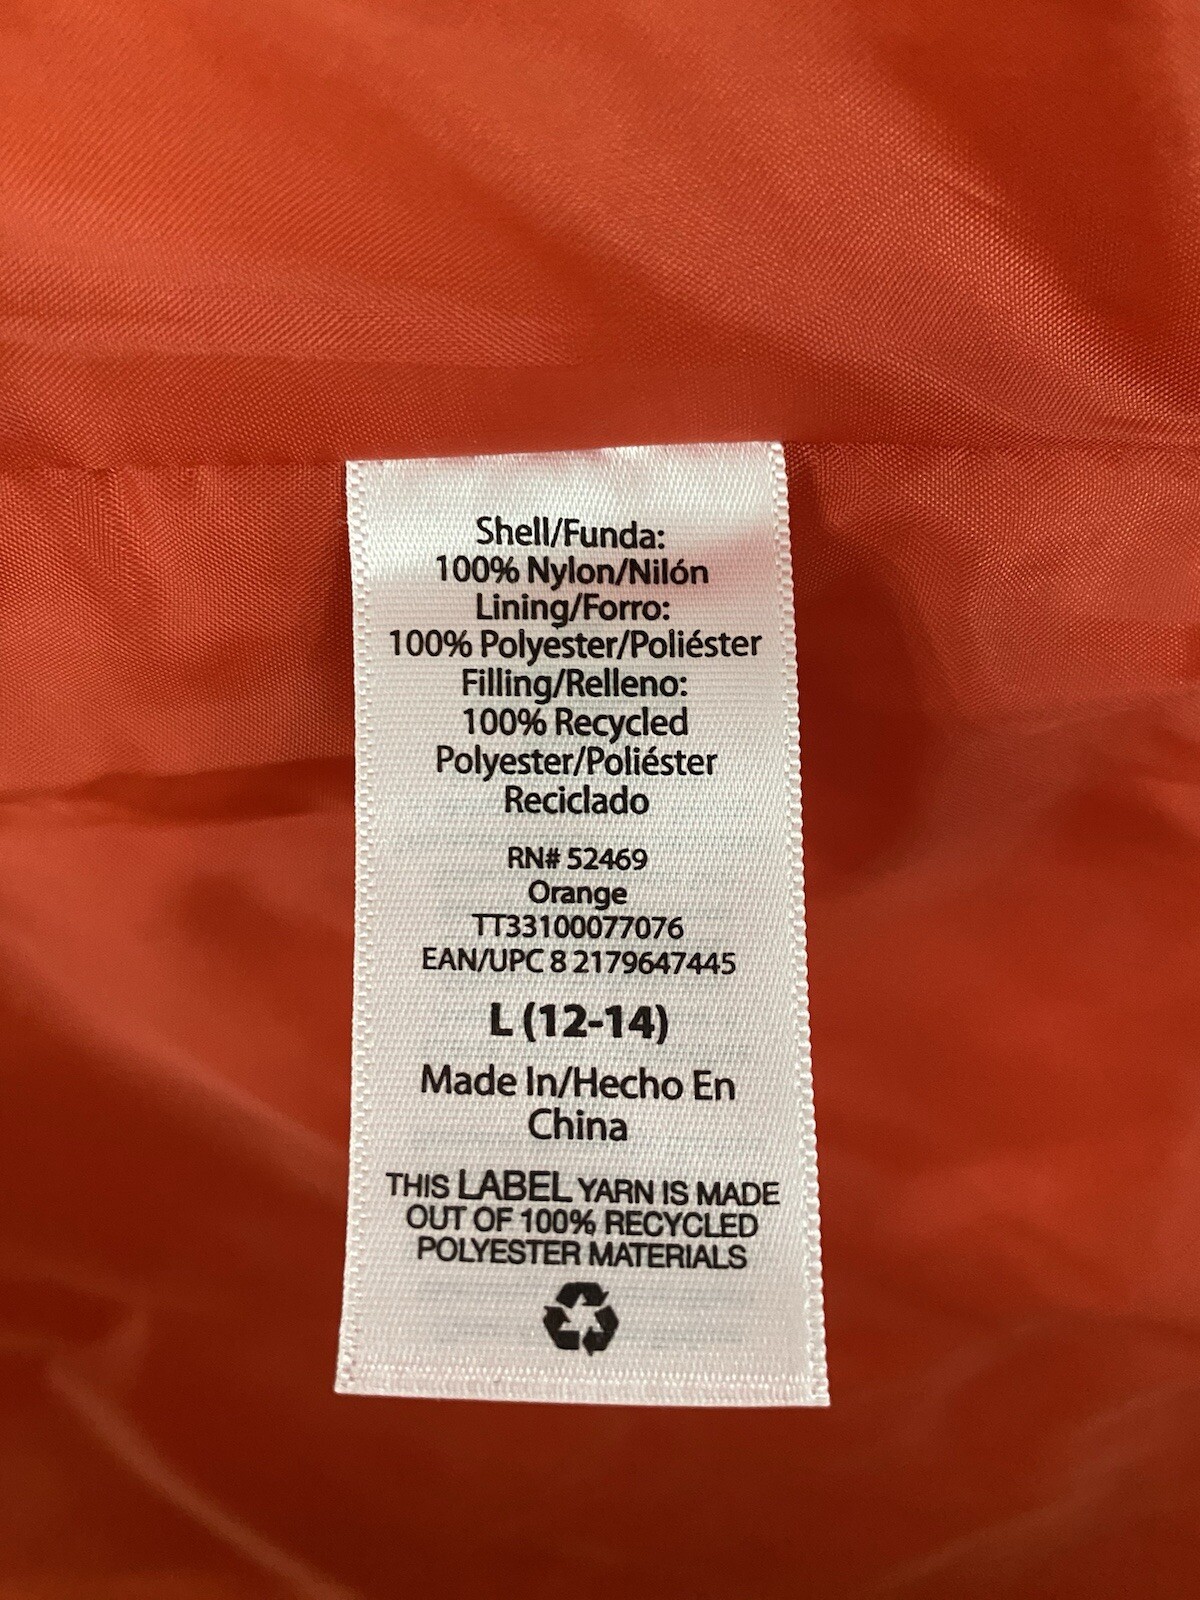 Shell/Funda:
100% Nylon/Nilón
Lining/Forro:
100% Polyester/Poliéster
Filling/Relleno:
100% Recycled
Polyester/Poliéster
Reciclado
RN# 52469
Orange
TT33100077076
EAN/UPC 8 2179647445
L (12-14)
Made In/Hecho En
China
THIS LABEL YARN IS MADE
OUT OF 100% RECYCLED
POLYESTER MATERIALS